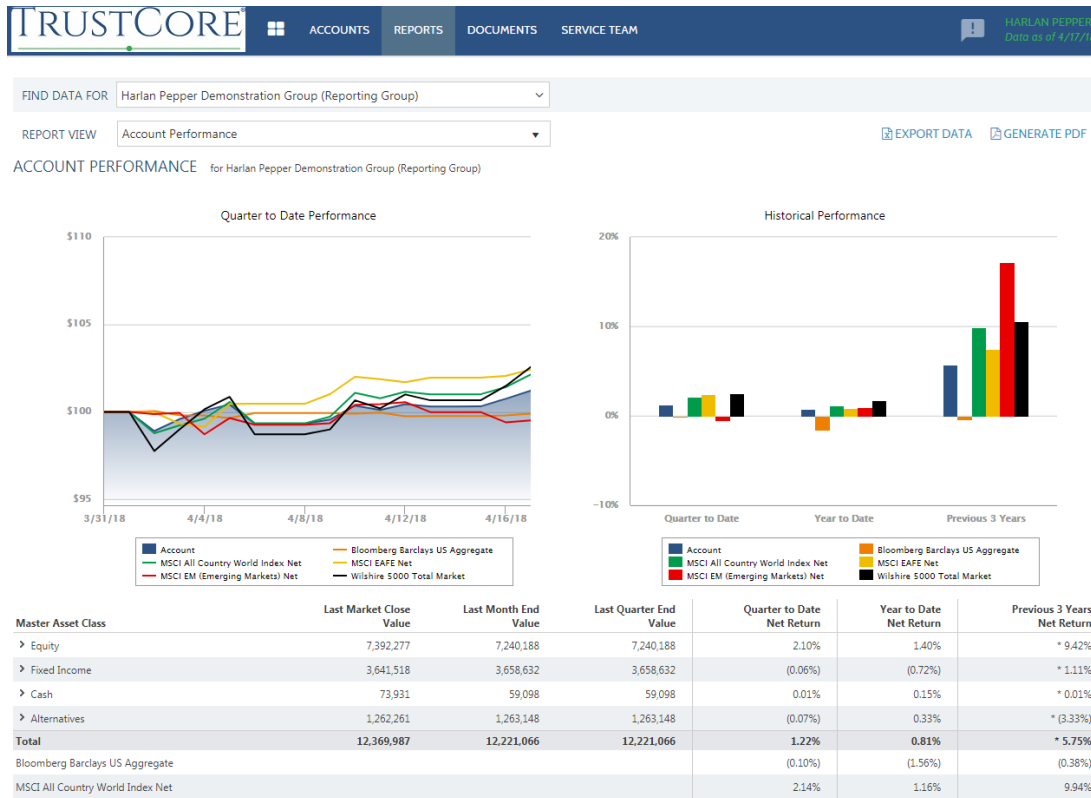 TRUSTCORE®
ACCOUNTS REPORTS DOCUMENTS SERVICE TEAM
HARLAN PEPPER
Data as of 4/17/1
FIND DATA FOR Harlan Pepper Demonstration Group (Reporting Group)
REPORT VIEW Account Performance EXPORT DATA GENERATE PDF
ACCOUNT PERFORMANCE for Harlan Pepper Demonstration Group (Reporting Group)
Quarter to Date Performance
$110
$105
$100
$95
3/31/18 4/4/18 4/8/18 4/12/18 4/16/18
Account Bloomberg Barclays US Aggregate
MSCI All Country World Index Net MSCI EAFE Net
MSCI EM (Emerging Markets) Net Wilshire 5000 Total Market
Historical Performance
20%
10%
0%
-10%
Quarter to Date Year to Date Previous 3 Years
Account Bloomberg Barclays US Aggregate
MSCI All Country World Index Net MSCI EAFE Net
MSCI EM (Emerging Markets) Net Wilshire 5000 Total Market
Last Market Close Last Month End Last Quarter End Quarter to Date Year to Date Previous 3 Years
Master Asset Class Value Value Value Net Return Net Return Net Return
Equity 7,392,277 7,240,188 7,240,188 2.10% 1.40% * 9.42%
Fixed Income 3,641,518 3,658,632 3,658,632 (0.06%) (0.72%) * 1.11%
Cash 73,931 59,098 59,098 0.01% 0.15% * 0.01%
Alternatives 1,262,261 1,263,148 1,263,148 (0.07%) 0.33% * (3.33%)
Total 12,369,987 12,221,066 12,221,066 1.22% 0.81% * 5.75%
Bloomberg Barclays US Aggregate (0.10%) (1.56%) (0.38%)
MSCI All Country World Index Net 2.14% 1.16% 9.94%